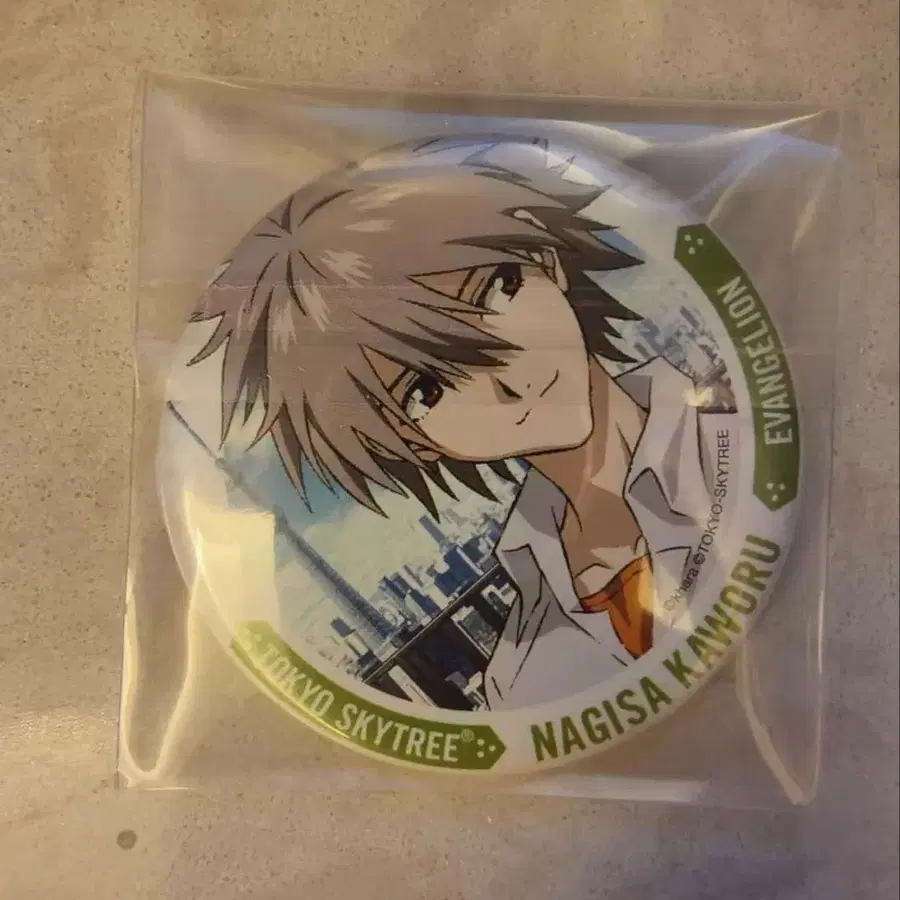 EVANGELION
©khara ©TOKYO-SKYTREE
NAGISA KAWORU
TOKYO SKYTREE®